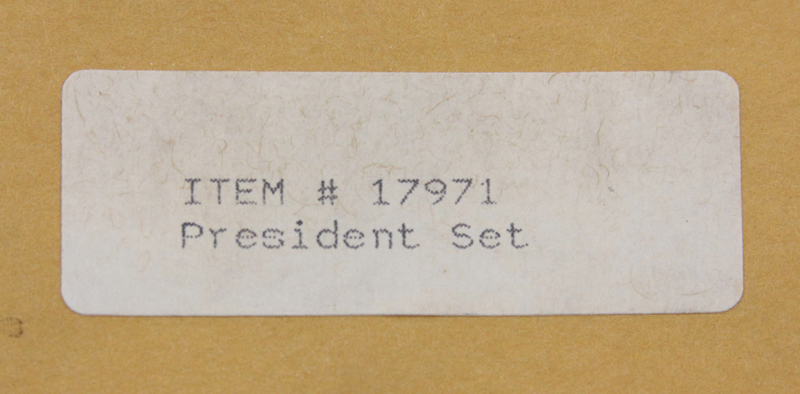 ITEM # 17971
President Set